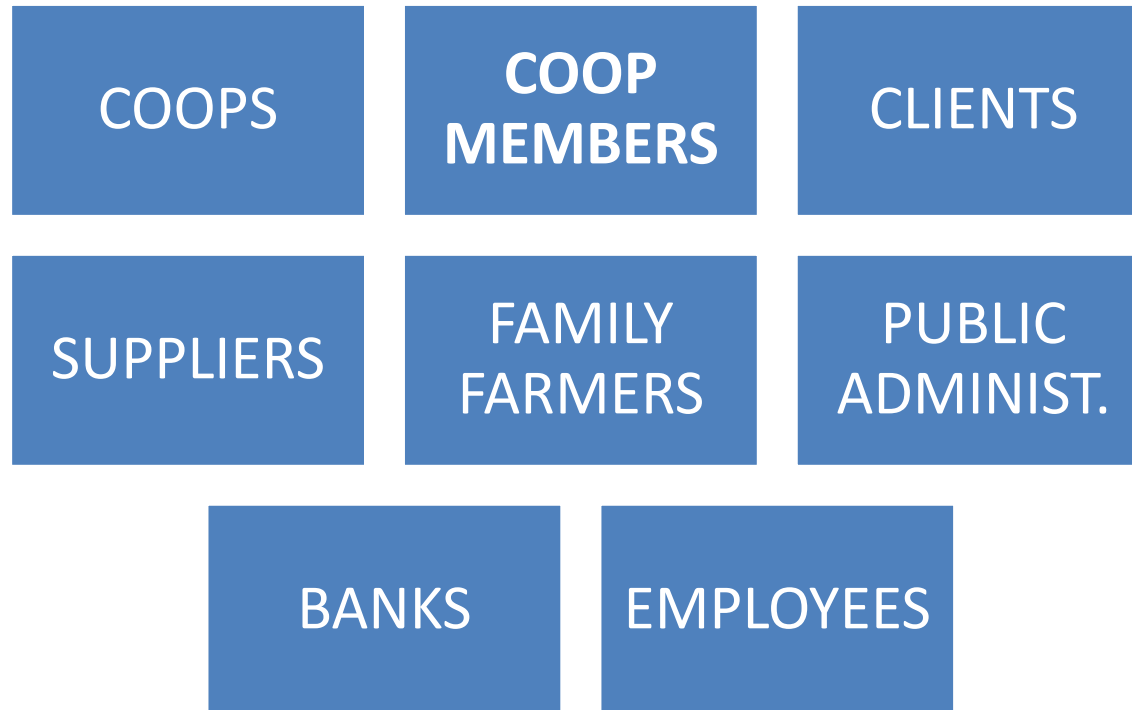 COOPS
COOP
MEMBERS
CLIENTS
SUPPLIERS
FAMILY
FARMERS
PUBLIC
ADMINIST.
BANKS
EMPLOYEES